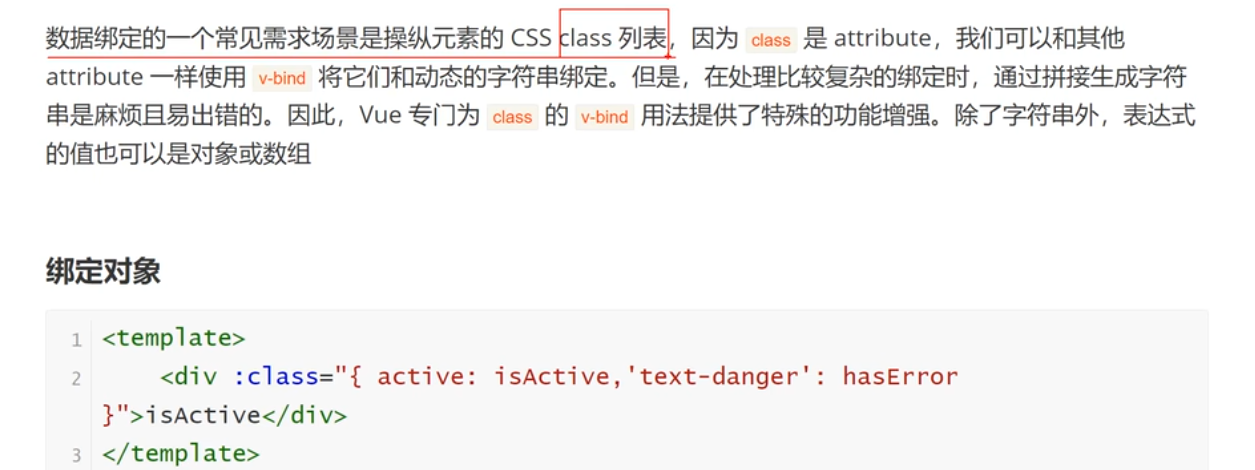 数据绑定的一个常见需求场景是操纵元素的 CSS class 列表，因为 class 是 attribute，我们可以和其他
attribute 一样使用 v-bind 将它们和动态的字符串绑定。但是，在处理比较复杂的绑定时，通过拼接生成字符
串是麻烦且易出错的。因此，Vue 专门为 class 的 v-bind 用法提供了特殊的功能增强。除了字符串外，表达式
的值也可以是对象或数组
绑定对象
1 <template>
2     <div :class="{ active: isActive,'text-danger': hasError
}">isActive</div>
3 </template>